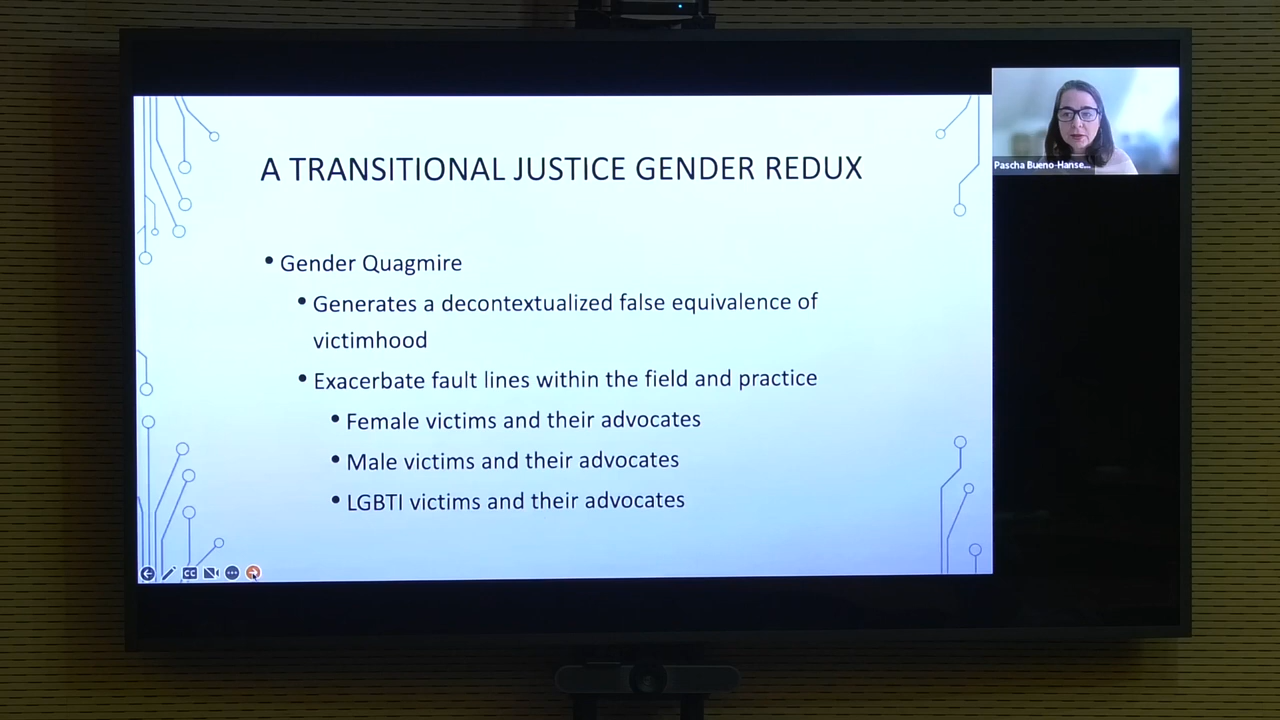 A TRANSITIONAL JUSTICE GENDER REDUX
Pascha Bueno-Hanse...
• Gender Quagmire
• Generates a decontextualized false equivalence of
victimhood
• Exacerbate fault lines within the field and practice
• Female victims and their advocates
• Male victims and their advocates
• LGBTI victims and their advocates
CC